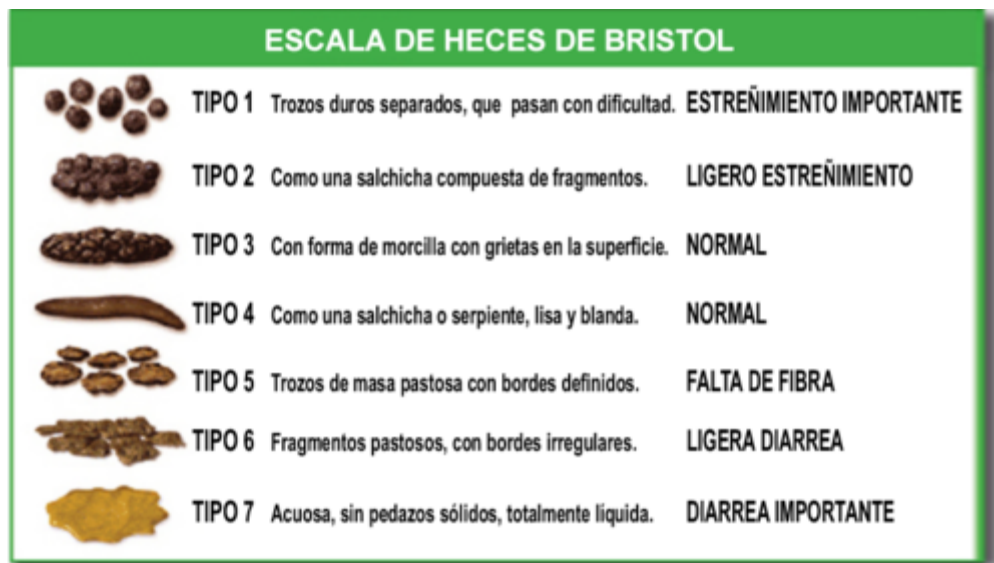 ESCALA DE HECES DE BRISTOL
TIPO 1 Trozos duros separados, que pasan con dificultad. ESTREÑIMIENTO IMPORTANTE
TIPO 2 Como una salchicha compuesta de fragmentos. LIGERO ESTREÑIMIENTO
TIPO 3 Con forma de morcilla con grietas en la superficie. NORMAL
TIPO 4 Como una salchicha o serpiente, lisa y blanda. NORMAL
TIPO 5 Trozos de masa pastosa con bordes definidos. FALTA DE FIBRA
TIPO 6 Fragmentos pastosos, con bordes irregulares. LIGERA DIARREA
TIPO 7 Acuosa, sin pedazos sólidos, totalmente líquida. DIARREA IMPORTANTE